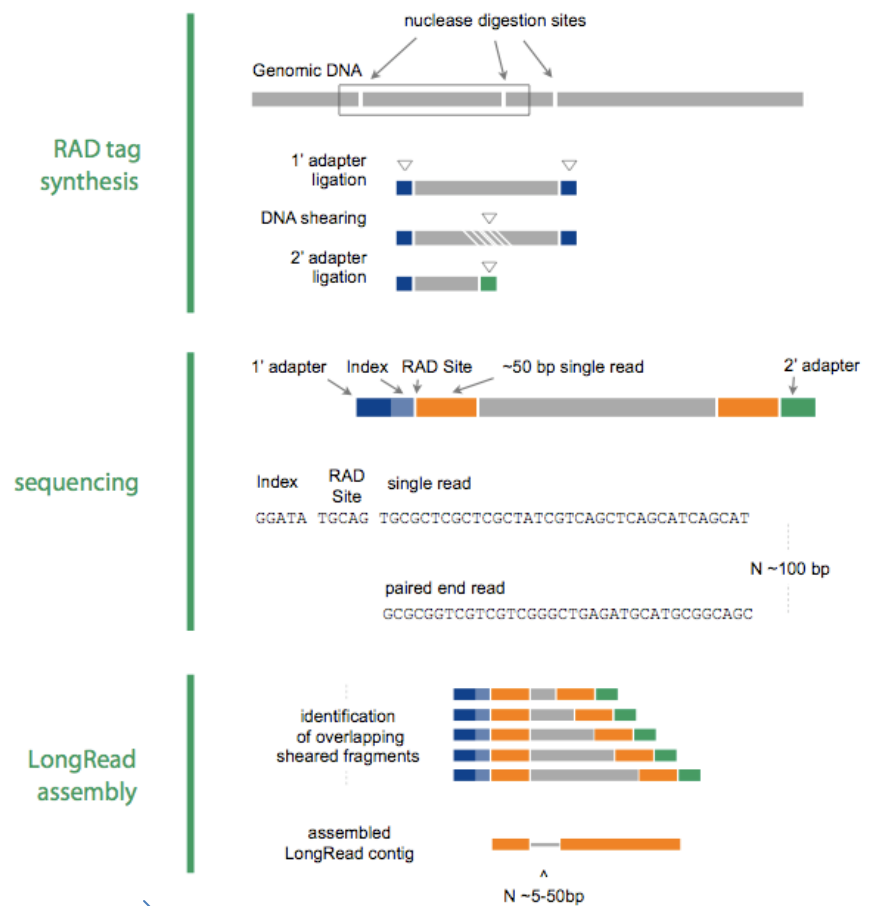 nuclease digestion sites
Genomic DNA
RAD tag
synthesis
1' adapter
ligation
DNA shearing
2' adapter
ligation
1' adapter
Index
RAD Site
~50 bp single read
2' adapter
sequencing
Index
RAD
Site
single read
GGATA TGCAG TGCGCTCGCTCGCTATCGTCAGCTCAGCATCAGCAT
N ~100 bp
paired end read
GCGCGGTCGTCGTCGGGCTGAGATGCATGCGGCAGC
LongRead
assembly
identification
of overlapping
sheared fragments
assembled
LongRead contig
^
N ~5-50bp